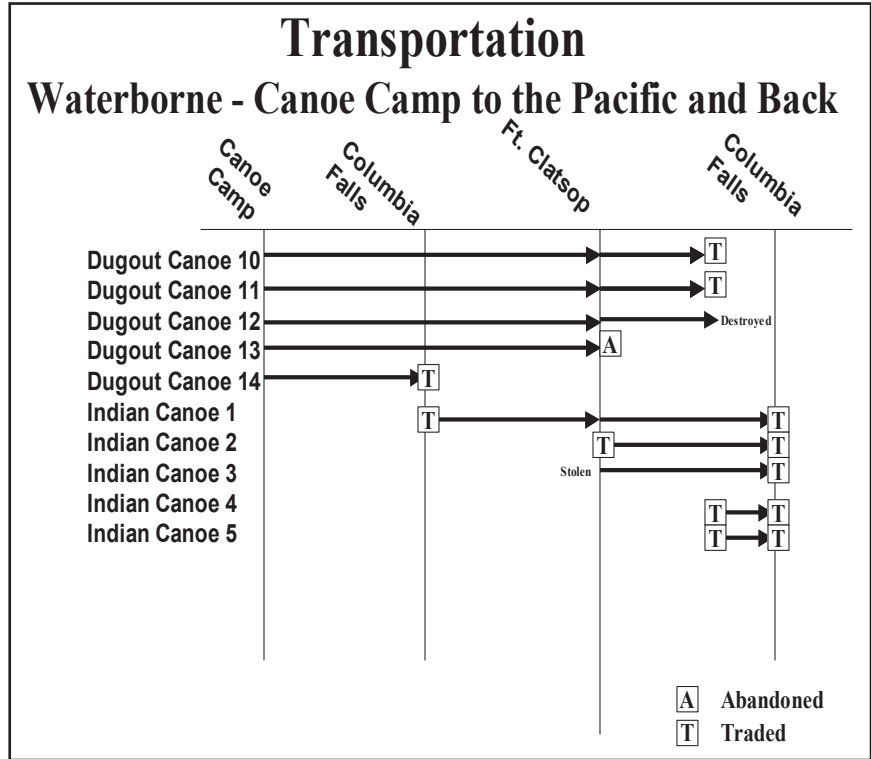 Transportation
Waterborne - Canoe Camp to the Pacific and Back
Canoe
Camp
Columbia
Falls
Ft. Clatsop
Columbia
Falls
Dugout Canoe 10
T
Dugout Canoe 11
T
Dugout Canoe 12
Destroyed
Dugout Canoe 13
A
Dugout Canoe 14
T
Indian Canoe 1
T T
Indian Canoe 2
T T
Indian Canoe 3
Stolen T
Indian Canoe 4
T T
Indian Canoe 5
T T
A Abandoned
T Traded